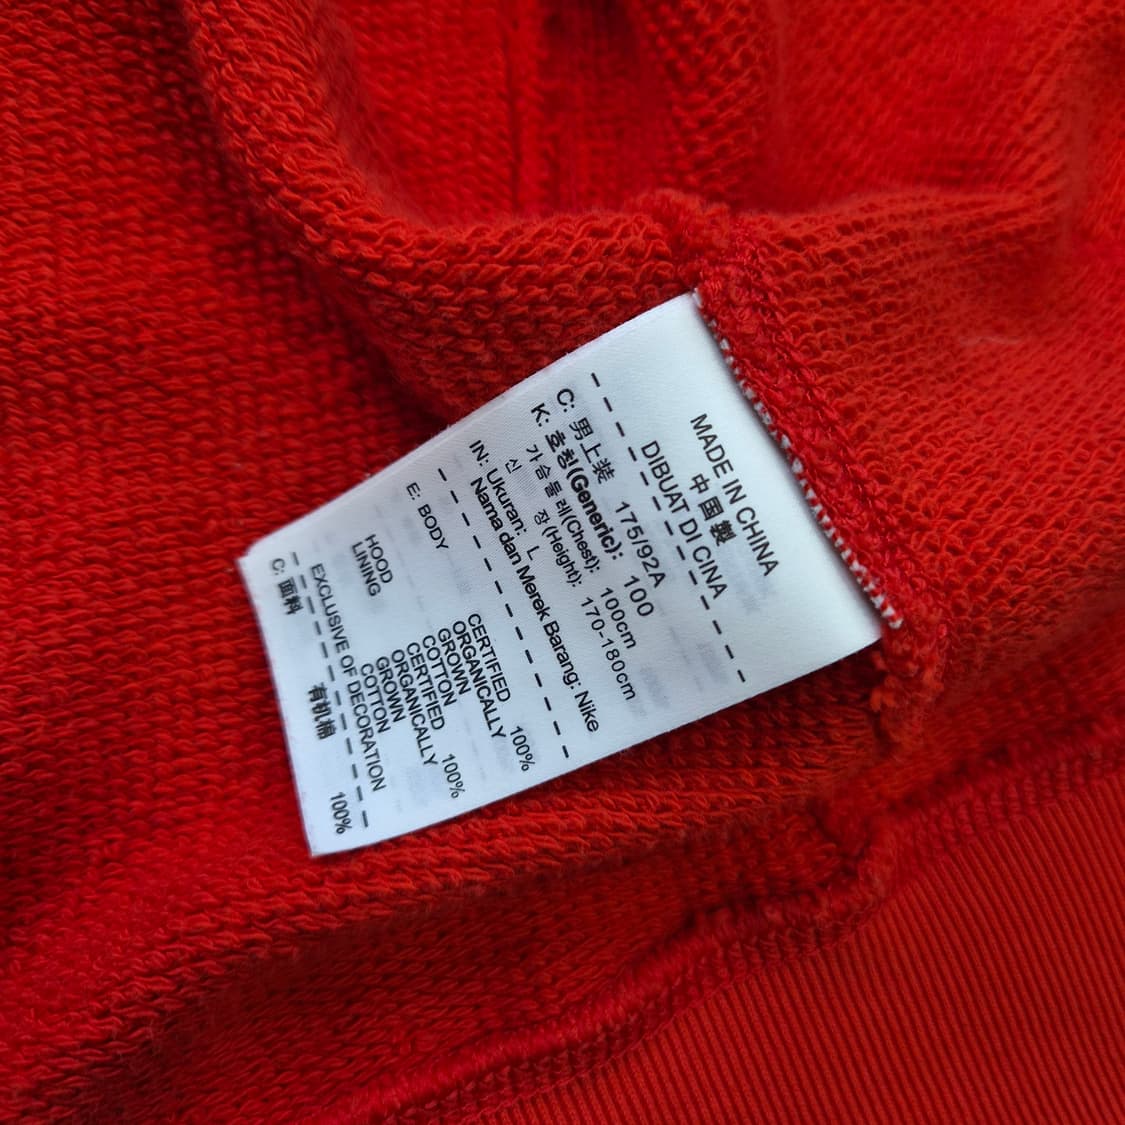 MADE IN CHINA
中国製
DIBUAT DI CINA
C: 男上装 175/92A
K: 호칭(Generic): 100
가슴둘레(Chest): 100cm
신 장(Height): 170-180cm
IN: Ukuran: L
Nama dan Merek Barang: Nike
E: BODY CERTIFIED
ORGANICALLY
GROWN
COTTON 100%
HOOD
LINING CERTIFIED
ORGANICALLY
GROWN
COTTON 100%
EXCLUSIVE OF DECORATION
C: 面料 有机棉 100%